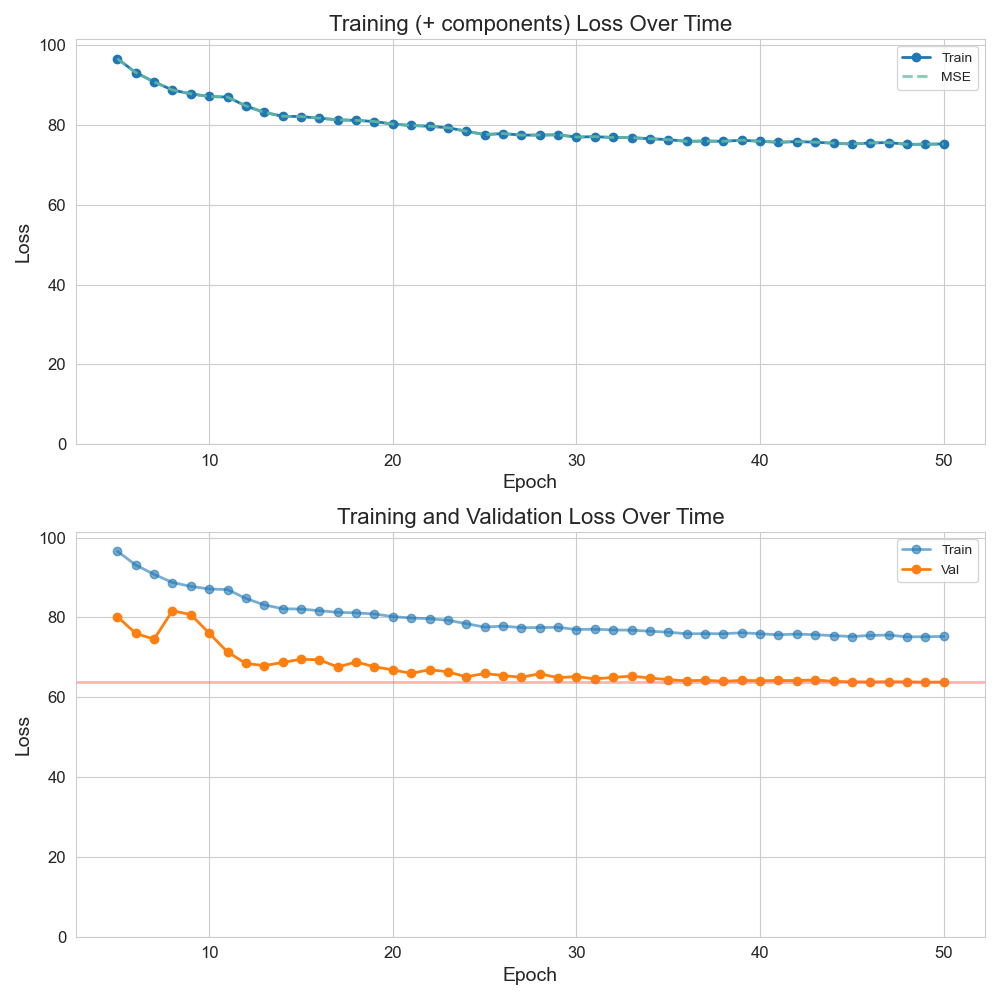 Training (+ components) Loss Over Time
100
80
60
40
20
0
Loss
Train
MSE
10 20 30 40 50
Epoch
Training and Validation Loss Over Time
100
80
60
40
20
0
Loss
Train
Val
10 20 30 40 50
Epoch